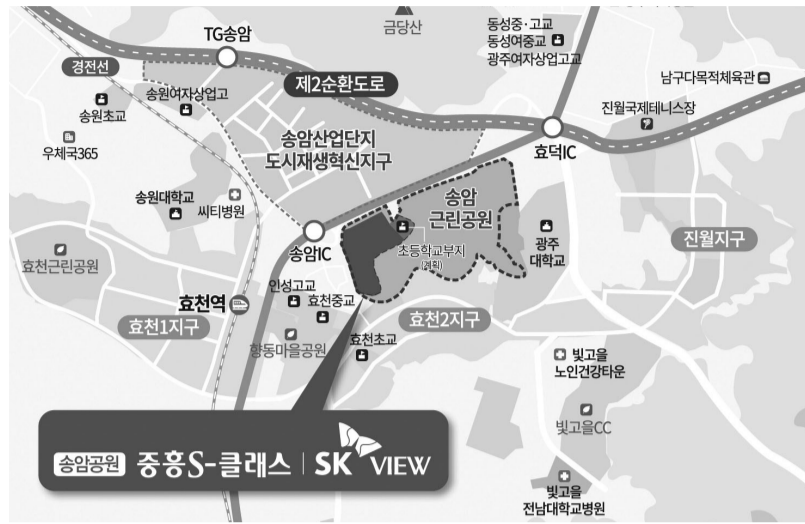 금당산
동성중·고교
동성여중교
광주여자상업고교
TG송암
경전선
제2순환도로
남구다목적체육관
송원여자상업고
송원초교
진월국제테니스장
우체국365
송암산업단지
도시재생혁신지구
효덕IC
송원대학교
씨티병원
송암
근린공원
송암IC
초등학교부지
(계획)
광주
대학교
진월지구
효천근린공원
인성고교
효천중교
효천역
효천1지구
효천2지구
향동마을공원
효천초교
빛고을
노인건강타운
빛고을CC
송암공원 중흥S-클래스 SK VIEW
빛고을
전남대학교병원